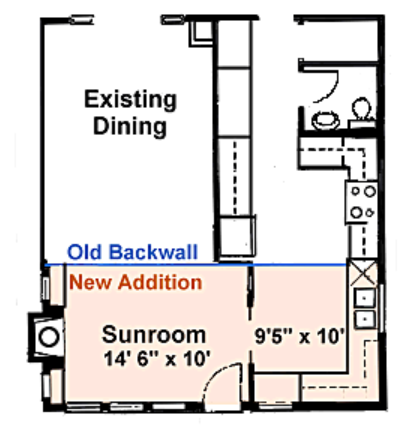 Existing
Dining
Old Backwall
New Addition
Sunroom
14' 6" x 10'
9'5" x 10'